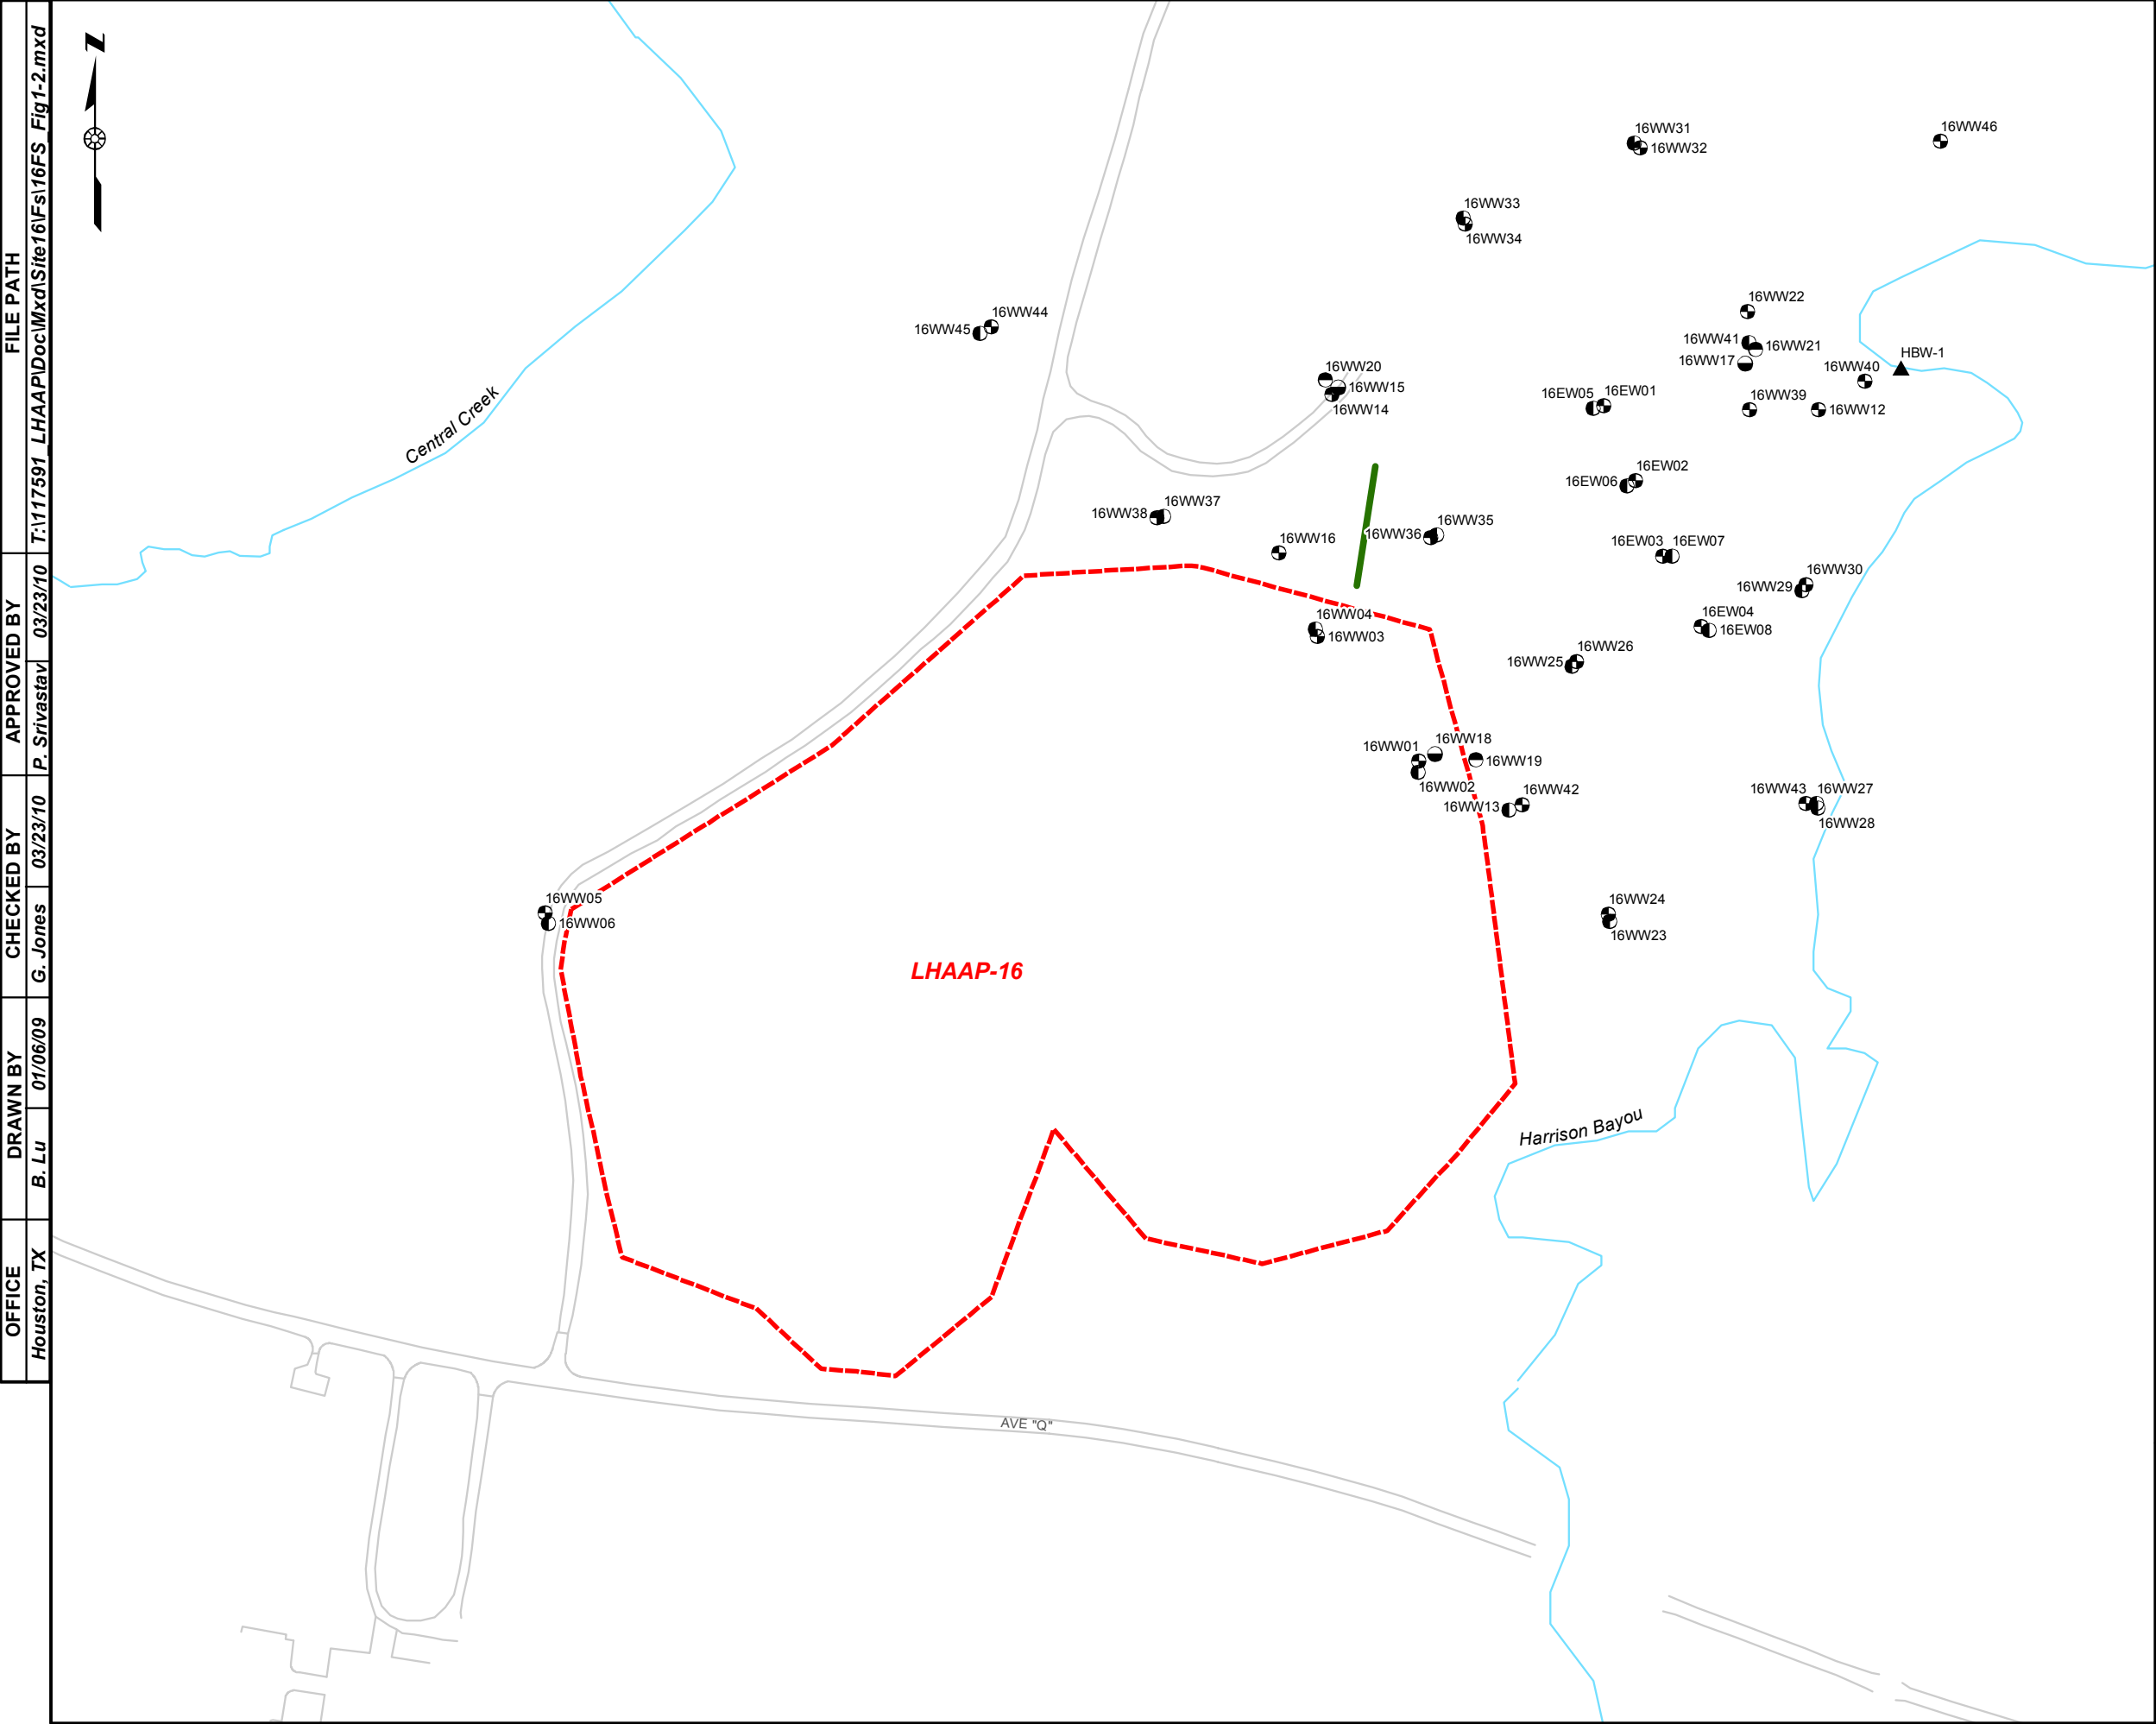 FILE PATH
T:\117591_LHAAP\Doc\Mxd\Site16\Fs\16FS_Fig1-2.mxd
APPROVED BY
P. Srivastav 03/23/10
CHECKED BY
G. Jones 03/23/10
DRAWN BY
B. Lu 01/06/09
OFFICE
Houston, TX
N
16WW31
16WW32
16WW46
16WW33
16WW34
16WW22
16WW44
16WW45
16WW41
16WW21
16WW17
HBW-1
16WW40
16WW20
16WW15
16WW14
16EW05
16EW01
16WW39
16WW12
Central Creek
16EW02
16EW06
16WW37
16WW38
16WW35
16WW36
16WW16
16EW03
16EW07
16WW30
16WW29
16WW04
16WW03
16EW04
16EW08
16WW26
16WW25
16WW18
16WW01
16WW19
16WW02
16WW42
16WW13
16WW43
16WW27
16WW28
16WW05
16WW06
16WW24
16WW23
LHAAP-16
Harrison Bayou
AVE "Q"